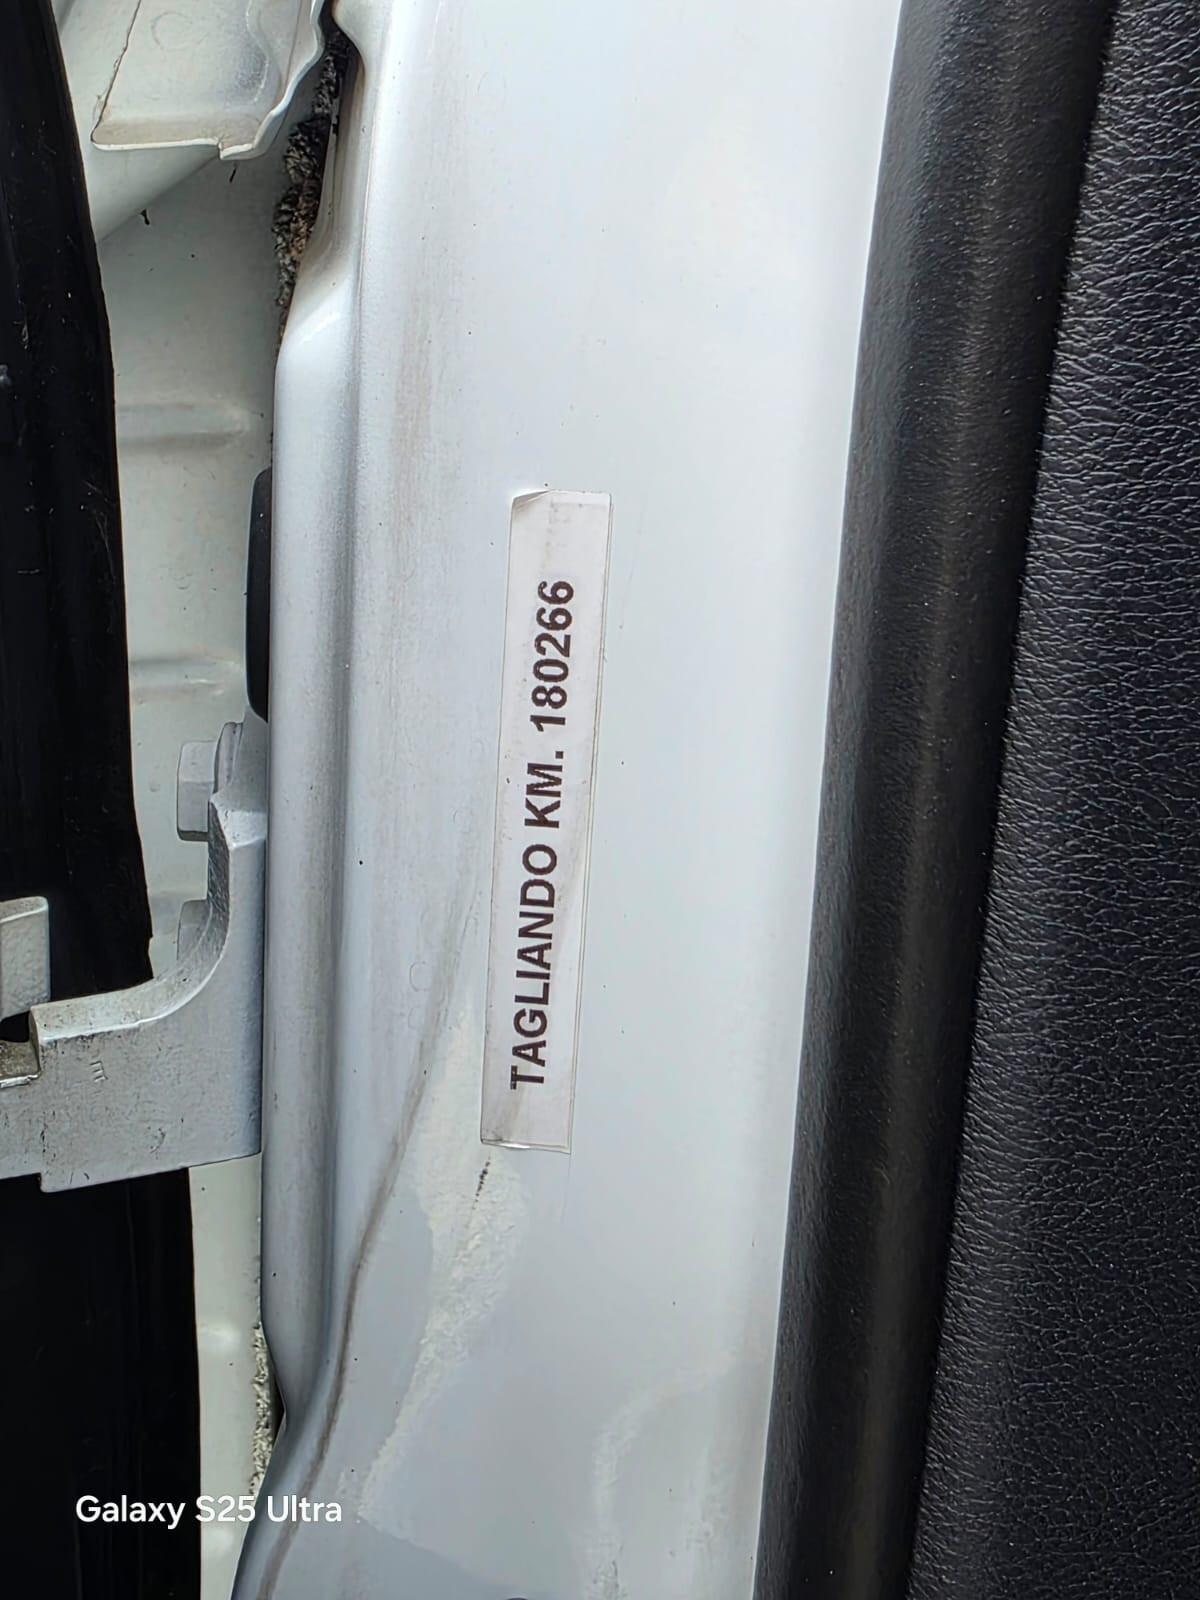 TAGLIANDO KM. 180266
Galaxy S25 Ultra